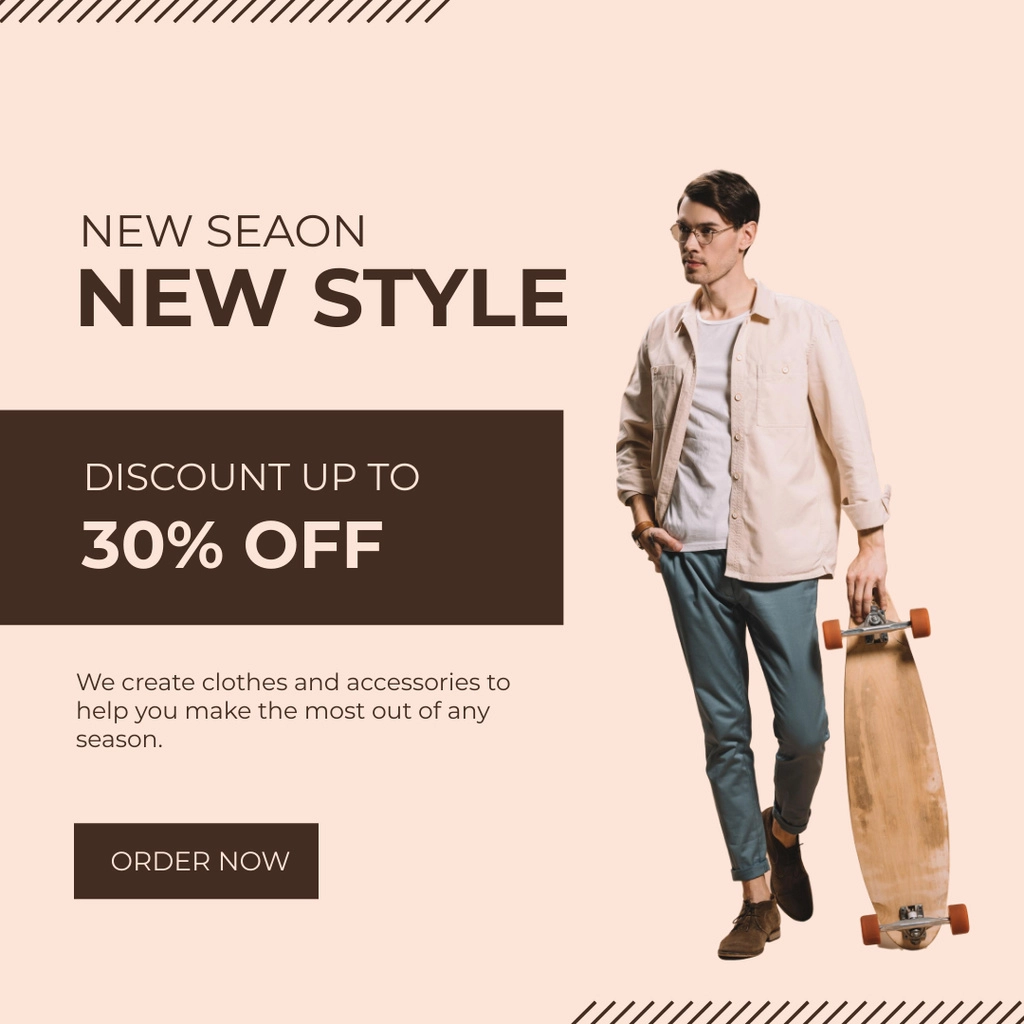 NEW SEAON
NEW STYLE
DISCOUNT UP TO
30% OFF
We create clothes and accessories to
help you make the most out of any
season.
ORDER NOW